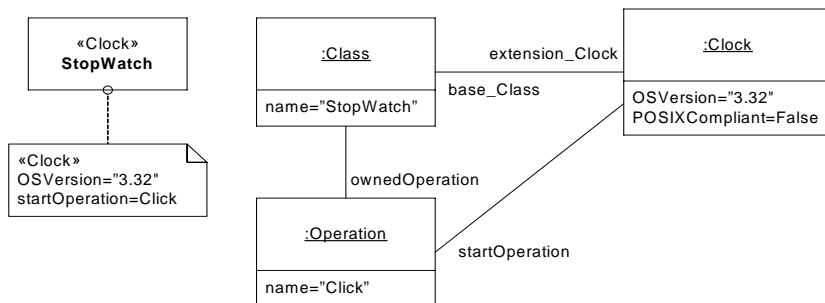 «Clock»
StopWatch
«Clock»
OSVersion="3.32"
startOperation=Click
:Class
name="StopWatch"
extension_Clock
base_Class
:Clock
OSVersion="3.32"
POSIXCompliant=False
ownedOperation
:Operation
name="Click"
startOperation